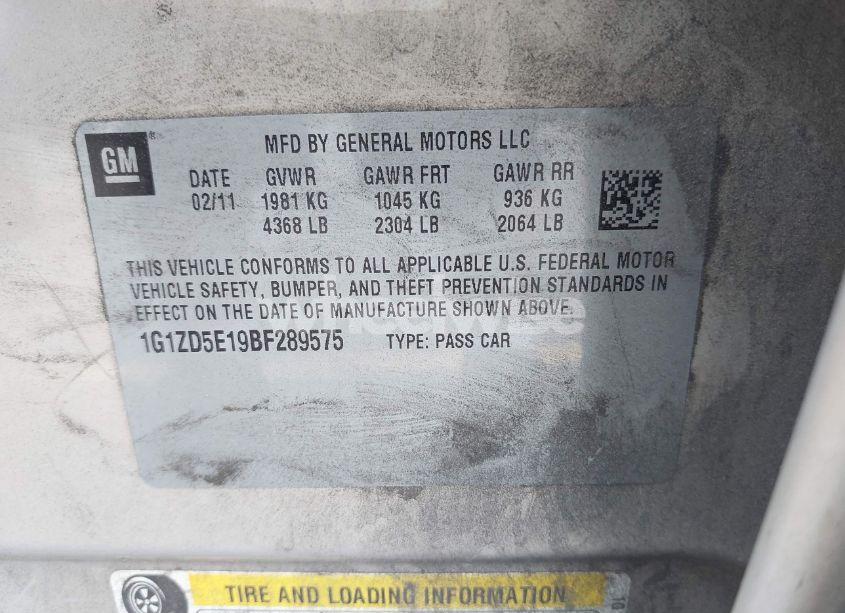 GM
MFD BY GENERAL MOTORS LLC
DATE GVWR GAWR FRT GAWR RR
02/11 1981 KG 1045 KG 936 KG
4368 LB 2304 LB 2064 LB
THIS VEHICLE CONFORMS TO ALL APPLICABLE U.S. FEDERAL MOTOR
VEHICLE SAFETY, BUMPER, AND THEFT PREVENTION STANDARDS IN
EFFECT ON THE DATE OF MANUFACTURE SHOWN ABOVE.
1G1ZD5E19BF289575 TYPE: PASS CAR
TIRE AND LOADING INFORMATION